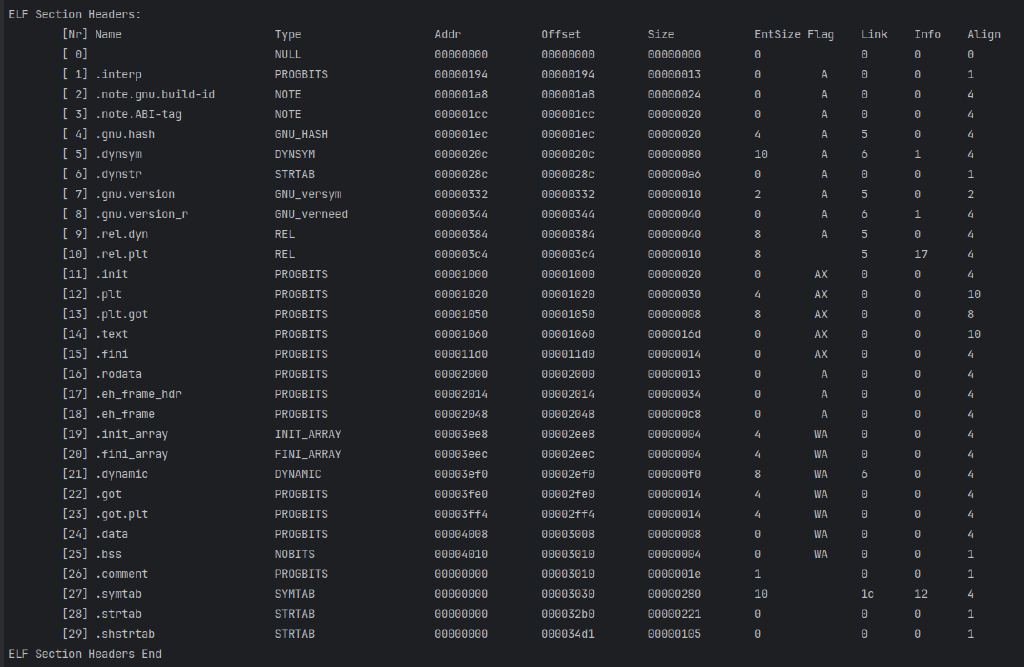 ELF Section Headers:
[Nr] Name Type Addr Offset Size EntSize Flag Link Info Align
[ 0] NULL 00000000 00000000 00000000 0 0 0 0
[ 1] .interp PROGBITS 00000194 00000194 00000013 0 A 0 0 1
[ 2] .note.gnu.build-id NOTE 000001a8 000001a8 00000024 0 A 0 0 4
[ 3] .note.ABI-tag NOTE 000001cc 000001cc 00000020 0 A 0 0 4
[ 4] .gnu.hash GNU_HASH 000001ec 000001ec 00000020 4 A 5 0 4
[ 5] .dynsym DYNSYM 0000020c 0000020c 00000080 10 A 6 1 4
[ 6] .dynstr STRTAB 0000028c 0000028c 000000a6 0 A 0 0 1
[ 7] .gnu.version GNU_versym 00000332 00000332 00000010 2 A 5 0 2
[ 8] .gnu.version_r GNU_verneed 00000344 00000344 00000040 0 A 6 1 4
[ 9] .rel.dyn REL 00000384 00000384 00000040 8 A 5 0 4
[10] .rel.plt REL 000003c4 000003c4 00000010 8 5 17 4
[11] .init PROGBITS 00001000 00001000 00000020 0 AX 0 0 4
[12] .plt PROGBITS 00001020 00001020 00000030 4 AX 0 0 10
[13] .plt.got PROGBITS 00001050 00001050 00000008 8 AX 0 0 8
[14] .text PROGBITS 00001060 00001060 0000016d 0 AX 0 0 10
[15] .fini PROGBITS 000011d0 000011d0 00000014 0 AX 0 0 4
[16] .rodata PROGBITS 00002000 00002000 00000013 0 A 0 0 4
[17] .eh_frame_hdr PROGBITS 00002014 00002014 00000034 0 A 0 0 4
[18] .eh_frame PROGBITS 00002048 00002048 000000c8 0 A 0 0 4
[19] .init_array INIT_ARRAY 00003ee8 00002ee8 00000004 4 WA 0 0 4
[20] .fini_array FINI_ARRAY 00003eec 00002eec 00000004 4 WA 0 0 4
[21] .dynamic DYNAMIC 00003ef0 00002ef0 000000f0 8 WA 6 0 4
[22] .got PROGBITS 00003fe0 00002fe0 00000014 4 WA 0 0 4
[23] .got.plt PROGBITS 00003ff4 00002ff4 00000014 4 WA 0 0 4
[24] .data PROGBITS 00004008 00003008 00000008 0 WA 0 0 4
[25] .bss NOBITS 00004010 00003010 00000004 0 WA 0 0 1
[26] .comment PROGBITS 00000000 00003010 0000001e 1 0 0 1
[27] .symtab SYMTAB 00000000 00003030 00000280 10 1c 12 4
[28] .strtab STRTAB 00000000 000032b0 00000221 0 0 0 1
[29] .shstrtab STRTAB 00000000 000034d1 00000105 0 0 0 1
ELF Section Headers End